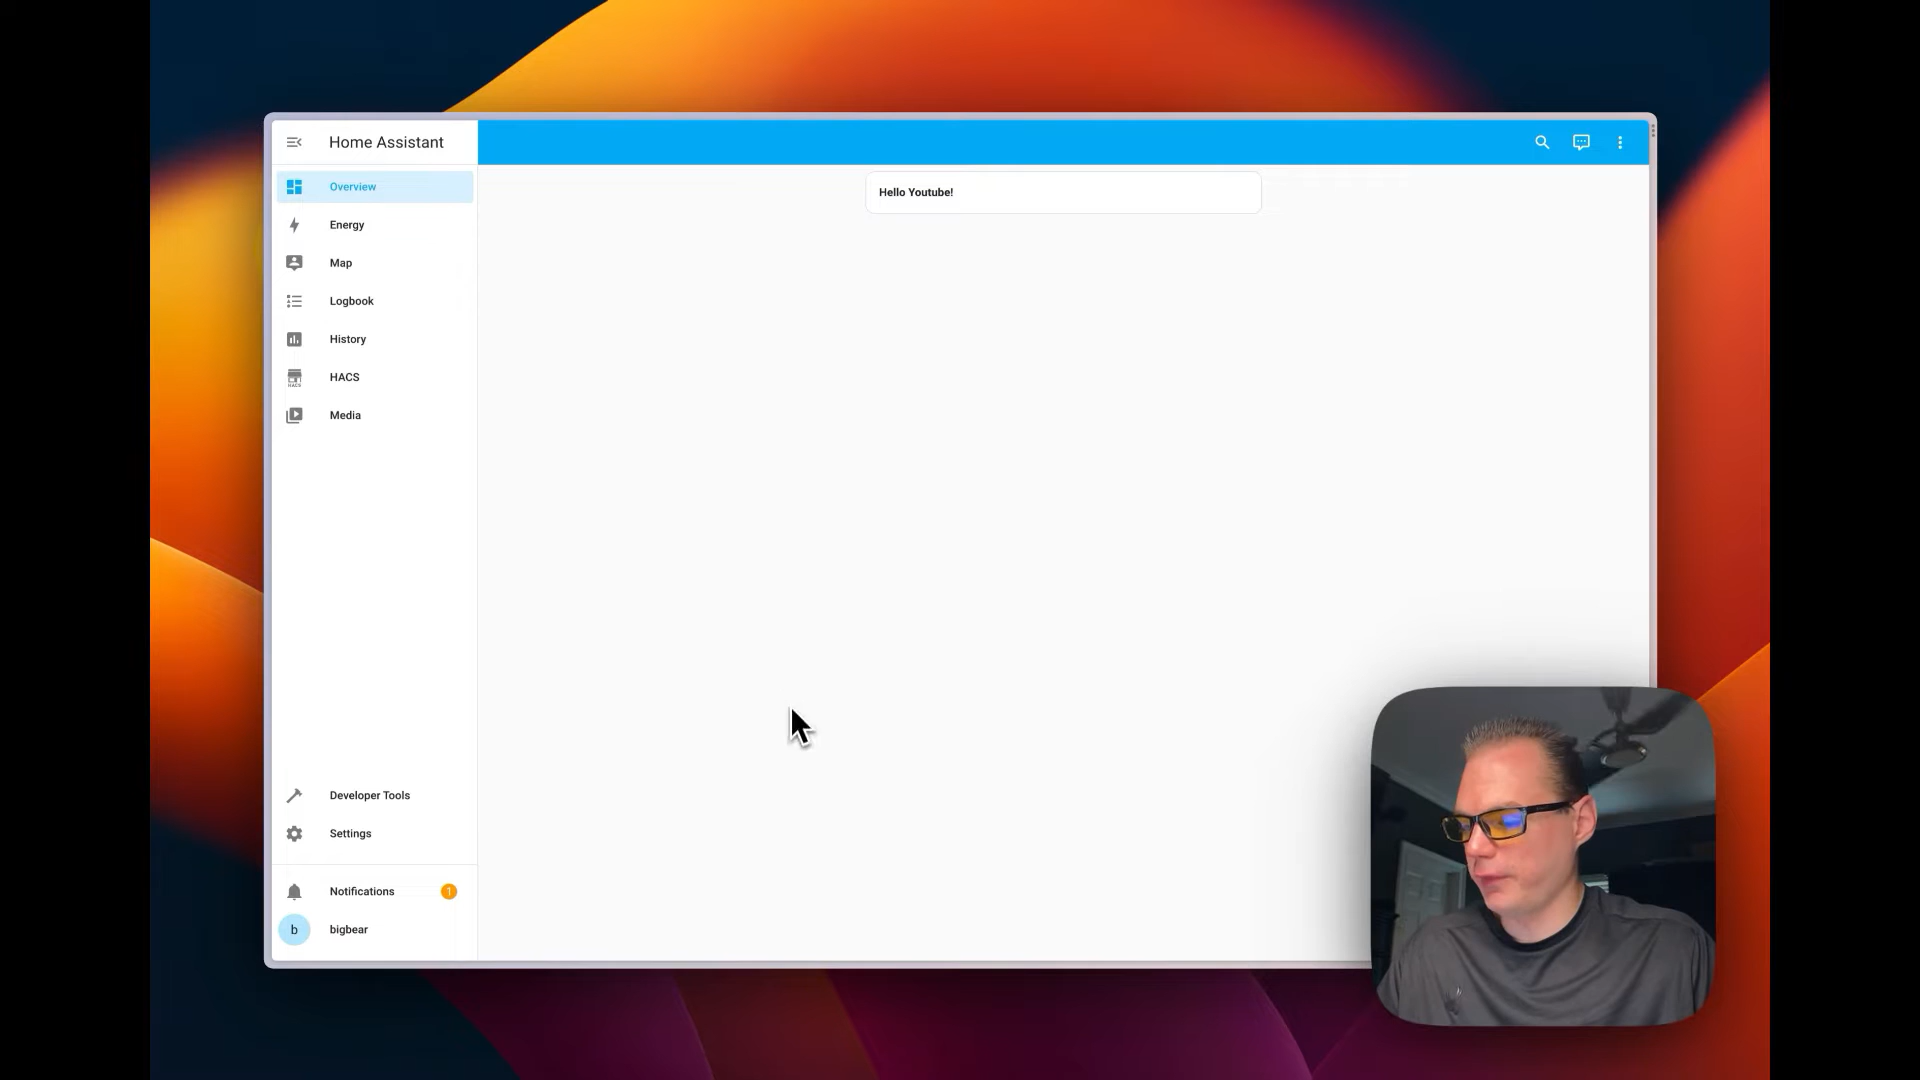 Home Assistant
Overview
Energy
Map
Logbook
History
HACS
Media
Developer Tools
Settings
Notifications 1
b bigbear
Hello Youtube!